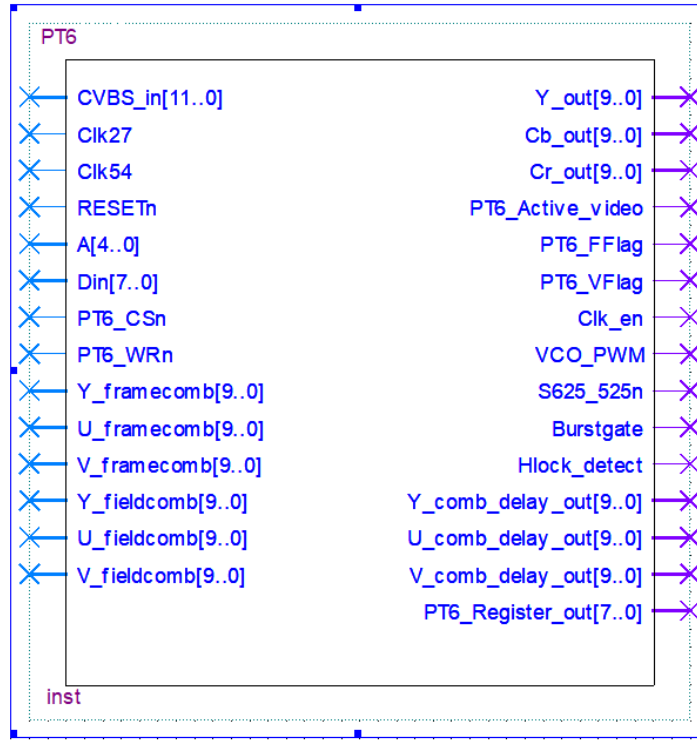 PT6
CVBS_in[11..0]
Clk27
Clk54
RESETn
A[4..0]
Din[7..0]
PT6_CSn
PT6_WRn
Y_framecomb[9..0]
U_framecomb[9..0]
V_framecomb[9..0]
Y_fieldcomb[9..0]
U_fieldcomb[9..0]
V_fieldcomb[9..0]
Y_out[9..0]
Cb_out[9..0]
Cr_out[9..0]
PT6_Active_video
PT6_FFlag
PT6_VFlag
Clk_en
VCO_PWM
S625_525n
Burstgate
Hlock_detect
Y_comb_delay_out[9..0]
U_comb_delay_out[9..0]
V_comb_delay_out[9..0]
PT6_Register_out[7..0]
inst